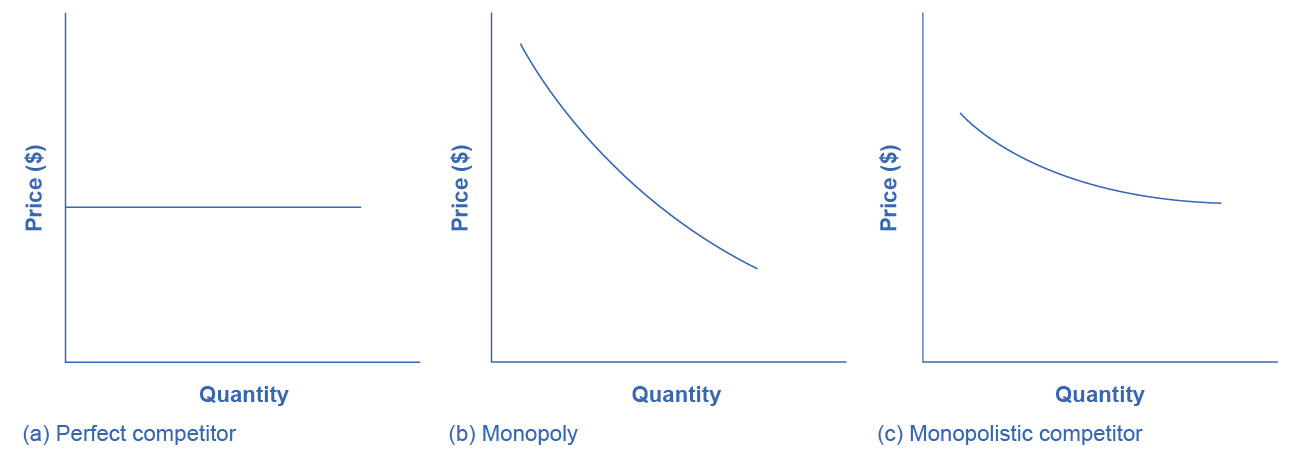 Price ($)
Quantity
(a) Perfect competitor
Price ($)
Quantity
(b) Monopoly
Price ($)
Quantity
(c) Monopolistic competitor